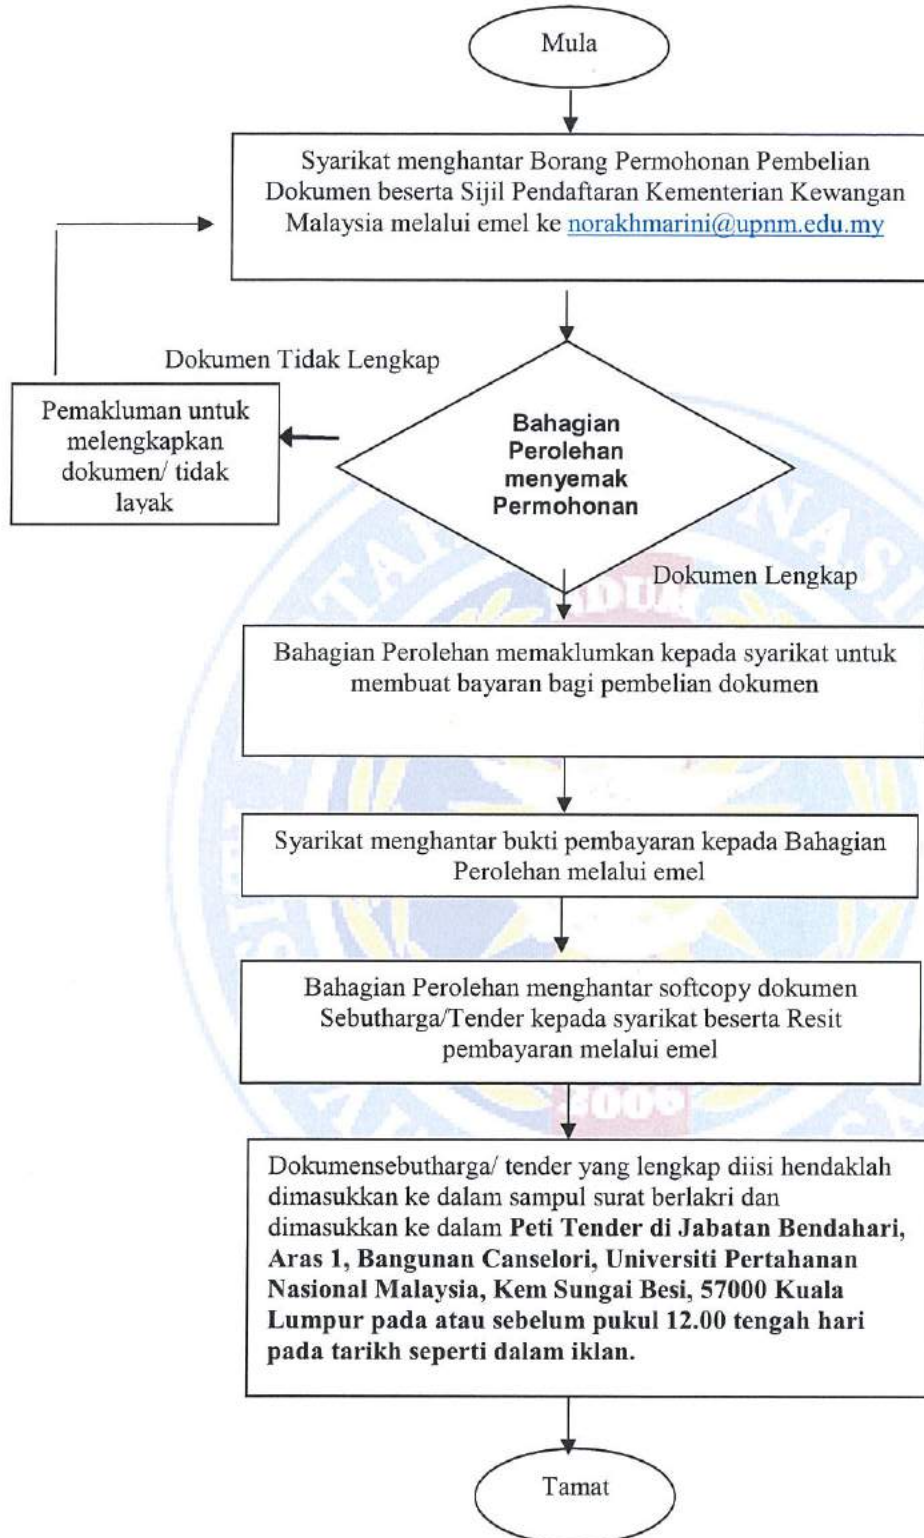 Mula
Syarikat menghantar Borang Permohonan Pembelian
Dokumen beserta Sijil Pendaftaran Kementerian Kewangan
Malaysia melalui emel ke norakhmarini@upnm.edu.my
Dokumen Tidak Lengkap
Pemakluman untuk
melengkapkan
dokumen/ tidak
layak
Bahagian
Perolehan
menyemak
Permohonan
Dokumen Lengkap
Bahagian Perolehan memaklumkan kepada syarikat untuk
membuat bayaran bagi pembelian dokumen
Syarikat menghantar bukti pembayaran kepada Bahagian
Perolehan melalui emel
Bahagian Perolehan menghantar softcopy dokumen
Sebutharga/Tender kepada syarikat beserta Resit
pembayaran melalui emel
2006
Dokumensebutharga/ tender yang lengkap diisi hendaklah
dimasukkan ke dalam sampul surat berlakri dan
dimasukkan ke dalam Peti Tender di Jabatan Bendahari,
Aras 1, Bangunan Canselori, Universiti Pertahanan
Nasional Malaysia, Kem Sungai Besi, 57000 Kuala
Lumpur pada atau sebelum pukul 12.00 tengah hari
pada tarikh seperti dalam iklan.
Tamat